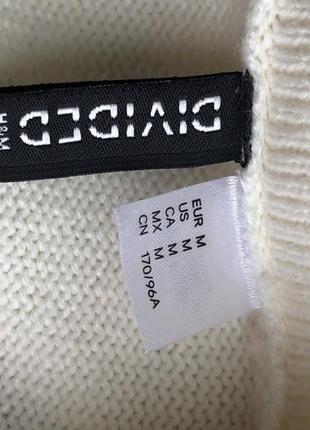 DIVIDED
H&M
EUR M
US M
CA M
MX M
CN 170/96A